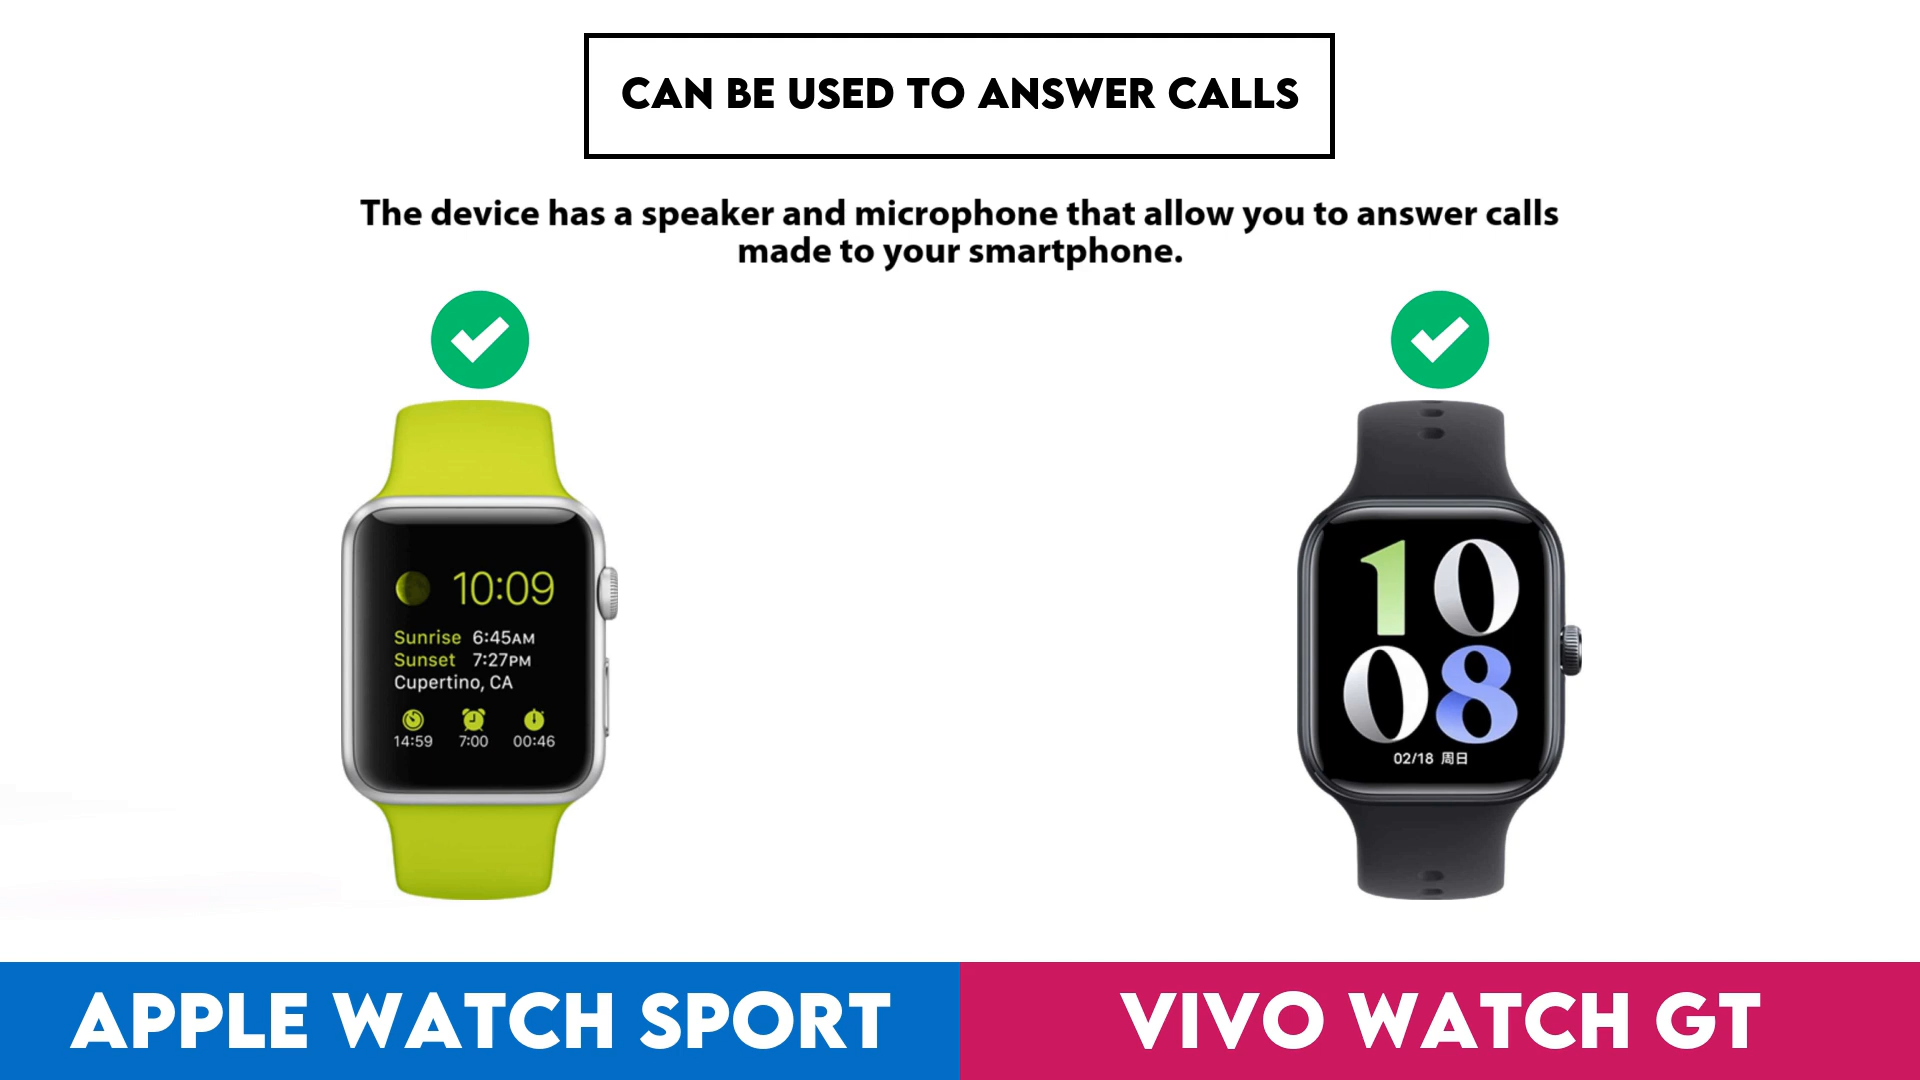 CAN BE USED TO ANSWER CALLS
The device has a speaker and microphone that allow you to answer calls
made to your smartphone.
10:09
Sunrise 6:45AM
Sunset 7:27PM
Cupertino, CA
14:59 7:00 00:46
10
08
02/18 周日
APPLE WATCH SPORT
VIVO WATCH GT